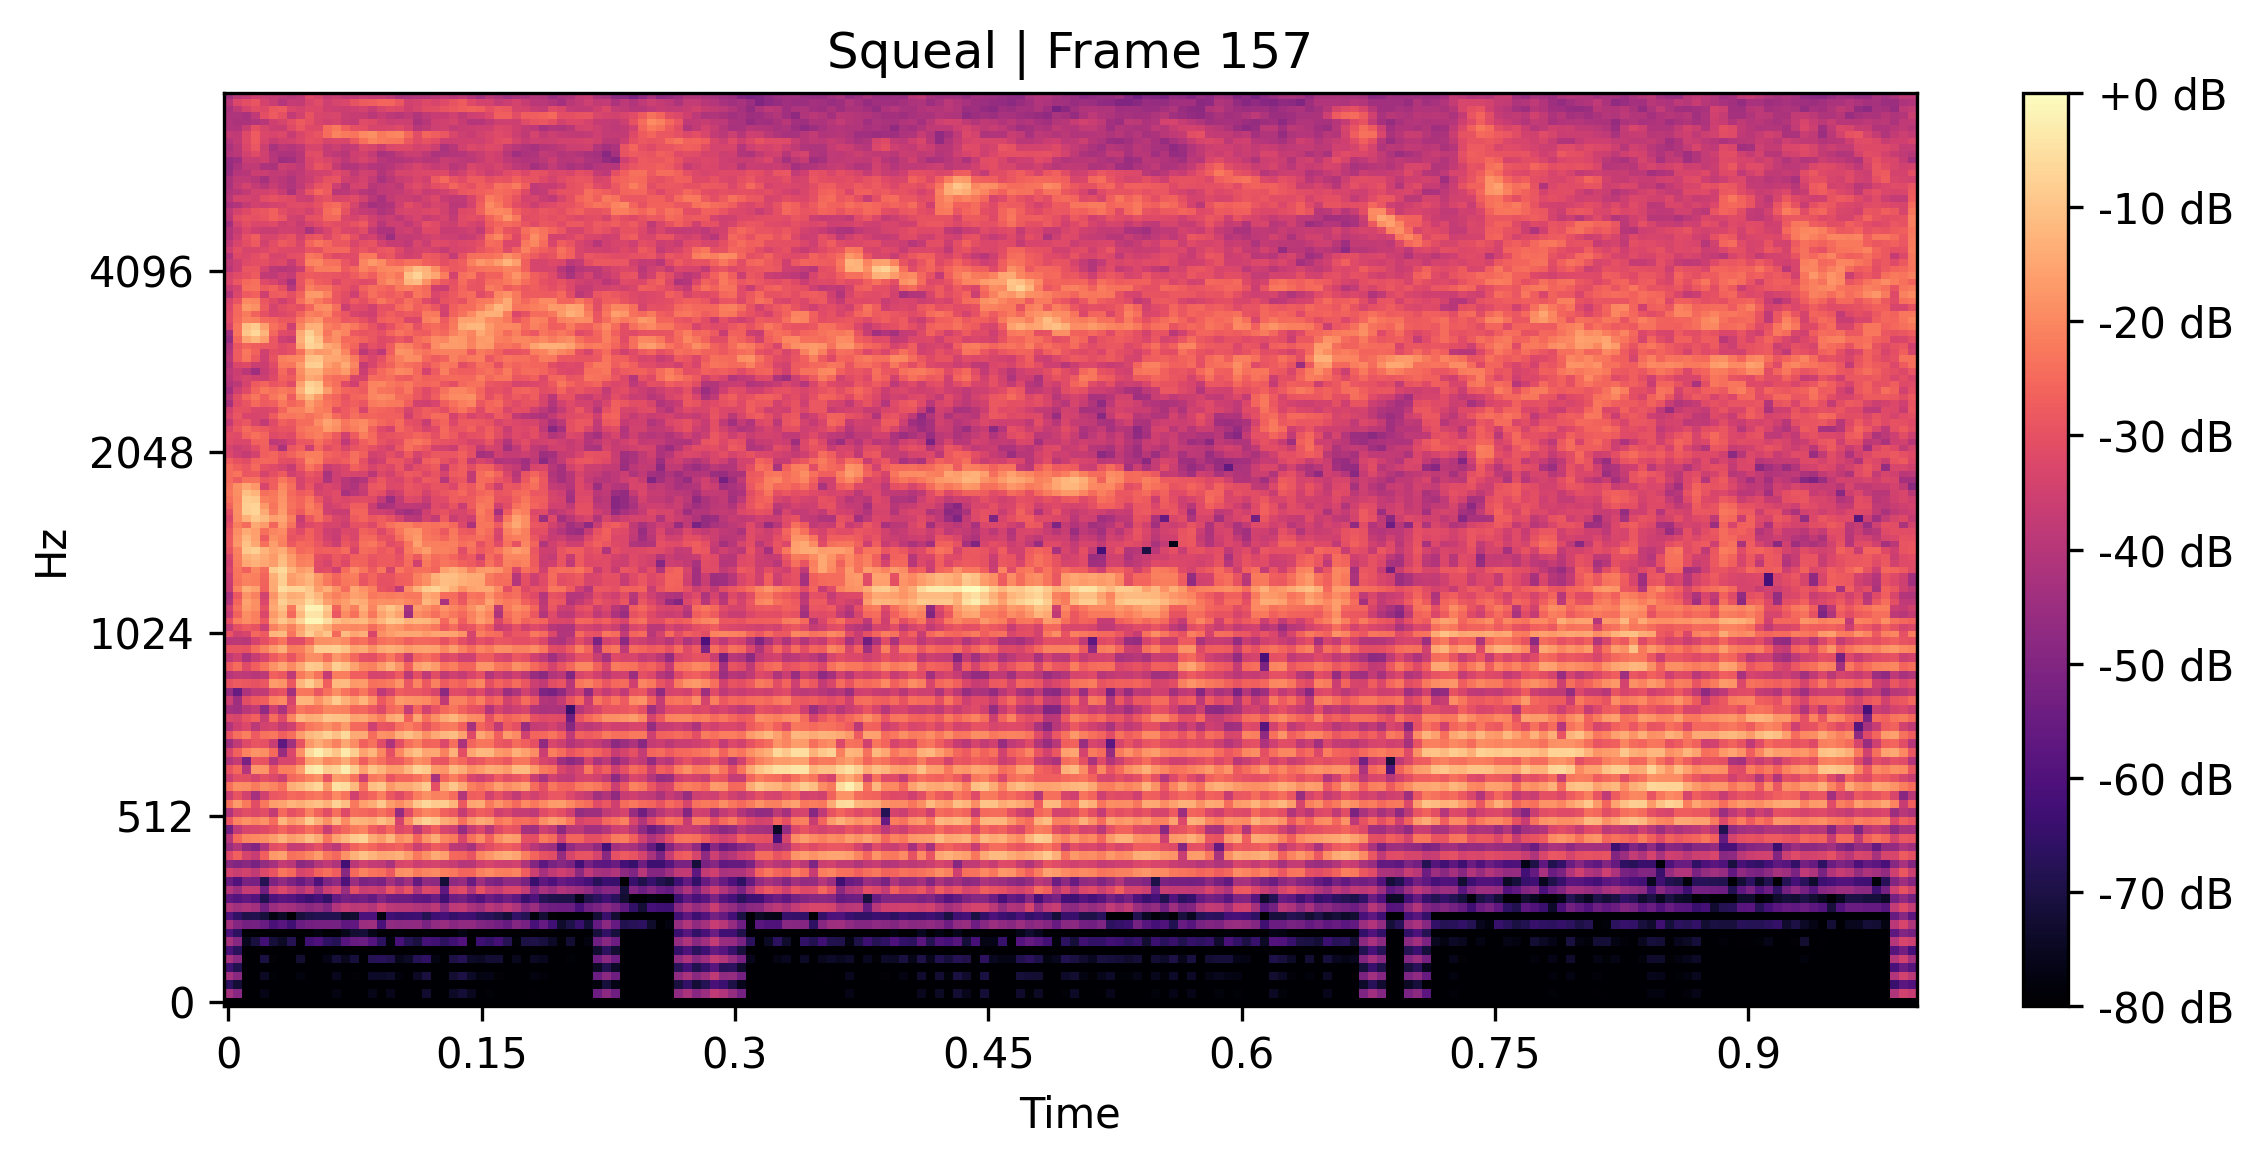 Squeal | Frame 157
+0 dB
-10 dB
-20 dB
-30 dB
-40 dB
-50 dB
-60 dB
-70 dB
-80 dB
Hz
4096
2048
1024
512
0
0 0.15 0.3 0.45 0.6 0.75 0.9
Time